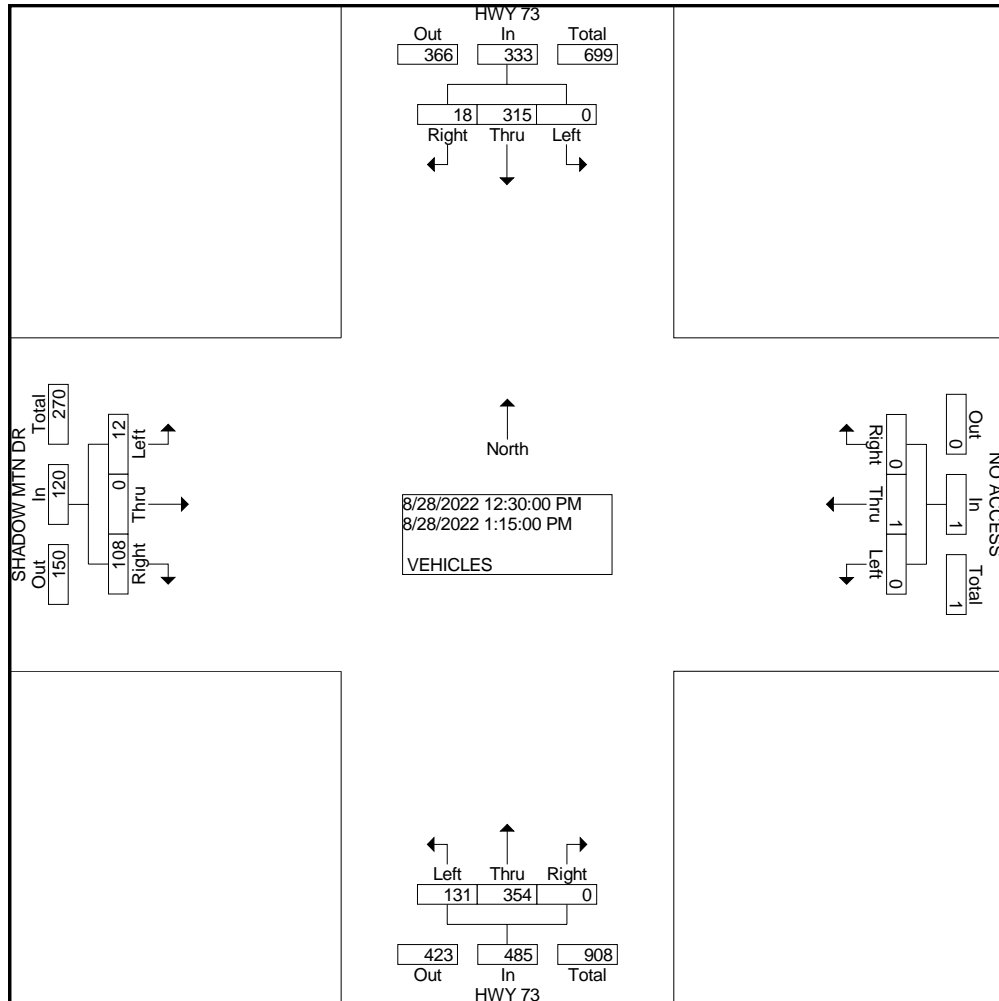 HWY 73
Out In Total
366 333 699
18 315 0
Right Thru Left
SHADOW MTN DR
Out In Total
150 120 270
12 0 108
Left Thru Right
North
8/28/2022 12:30:00 PM
8/28/2022 1:15:00 PM
VEHICLES
NO ACCESS
Out In Total
0 1 1
0 1 0
Right Thru Left
Left Thru Right
131 354 0
423 485 908
Out In Total
HWY 73